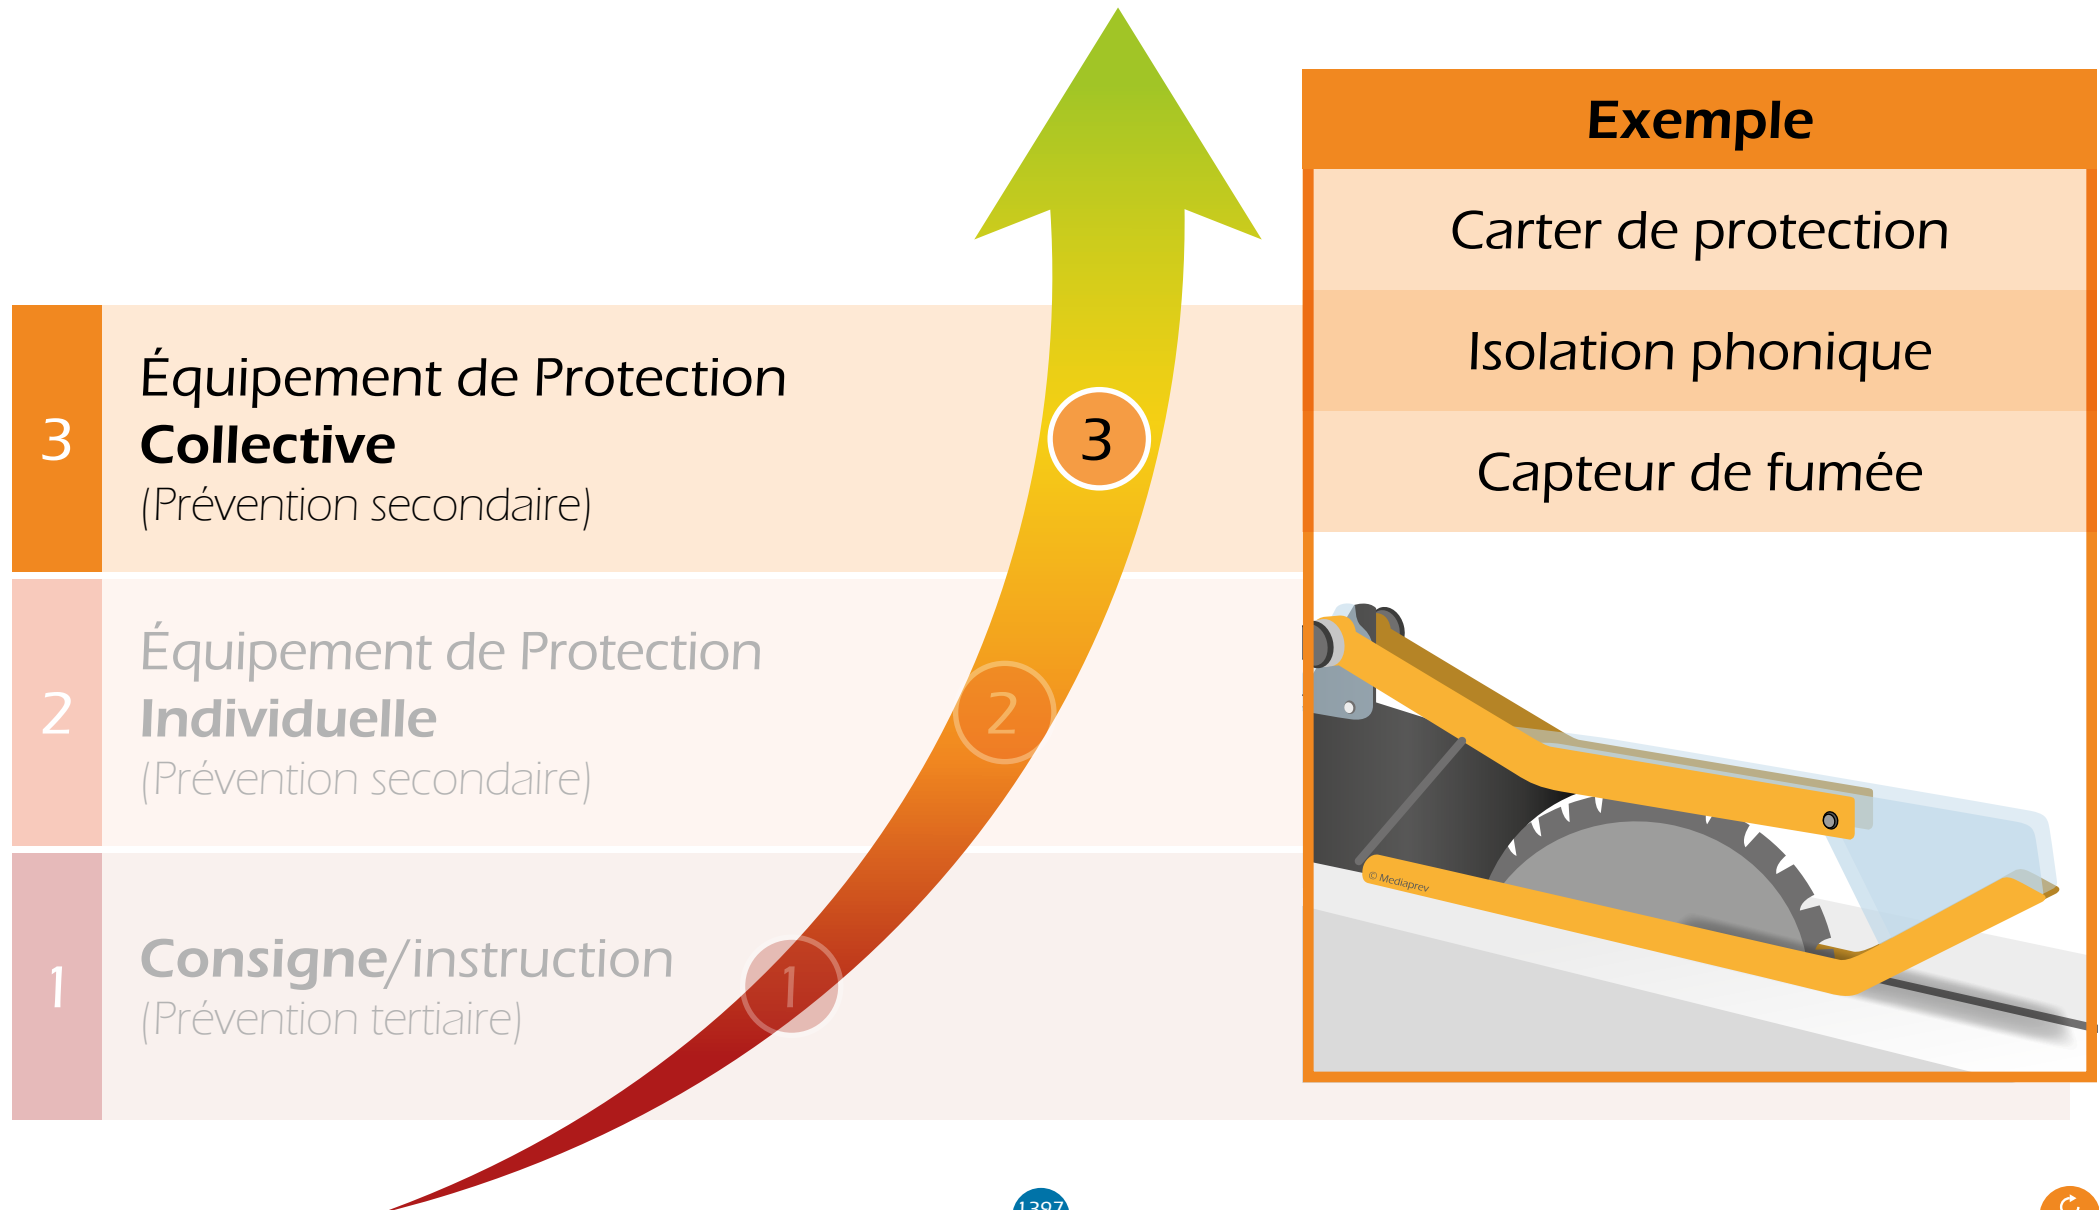 Exemple
Carter de protection
Isolation phonique
Capteur de fumée
3
Équipement de Protection
Collective
(Prévention secondaire)
3
2
Équipement de Protection
Individuelle
(Prévention secondaire)
2
1
Consigne/instruction
(Prévention tertiaire)
1
© Mediaprev
1397